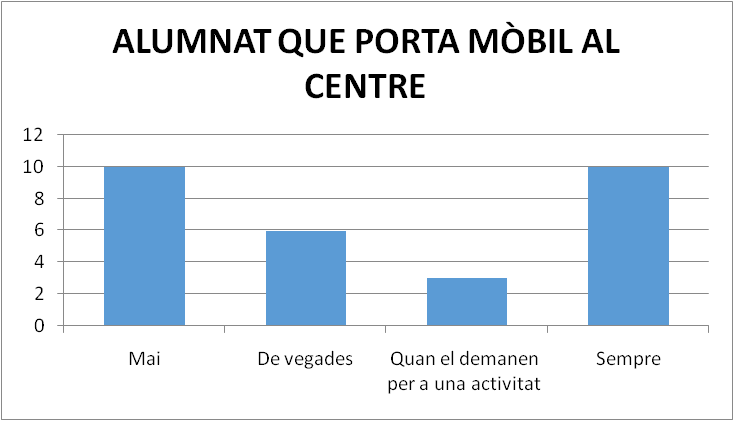 ALUMNAT QUE PORTA MÒBIL AL
CENTRE
12
10
8
6
4
2
0
Mai
De vegades
Quan el demanen
per a una activitat
Sempre